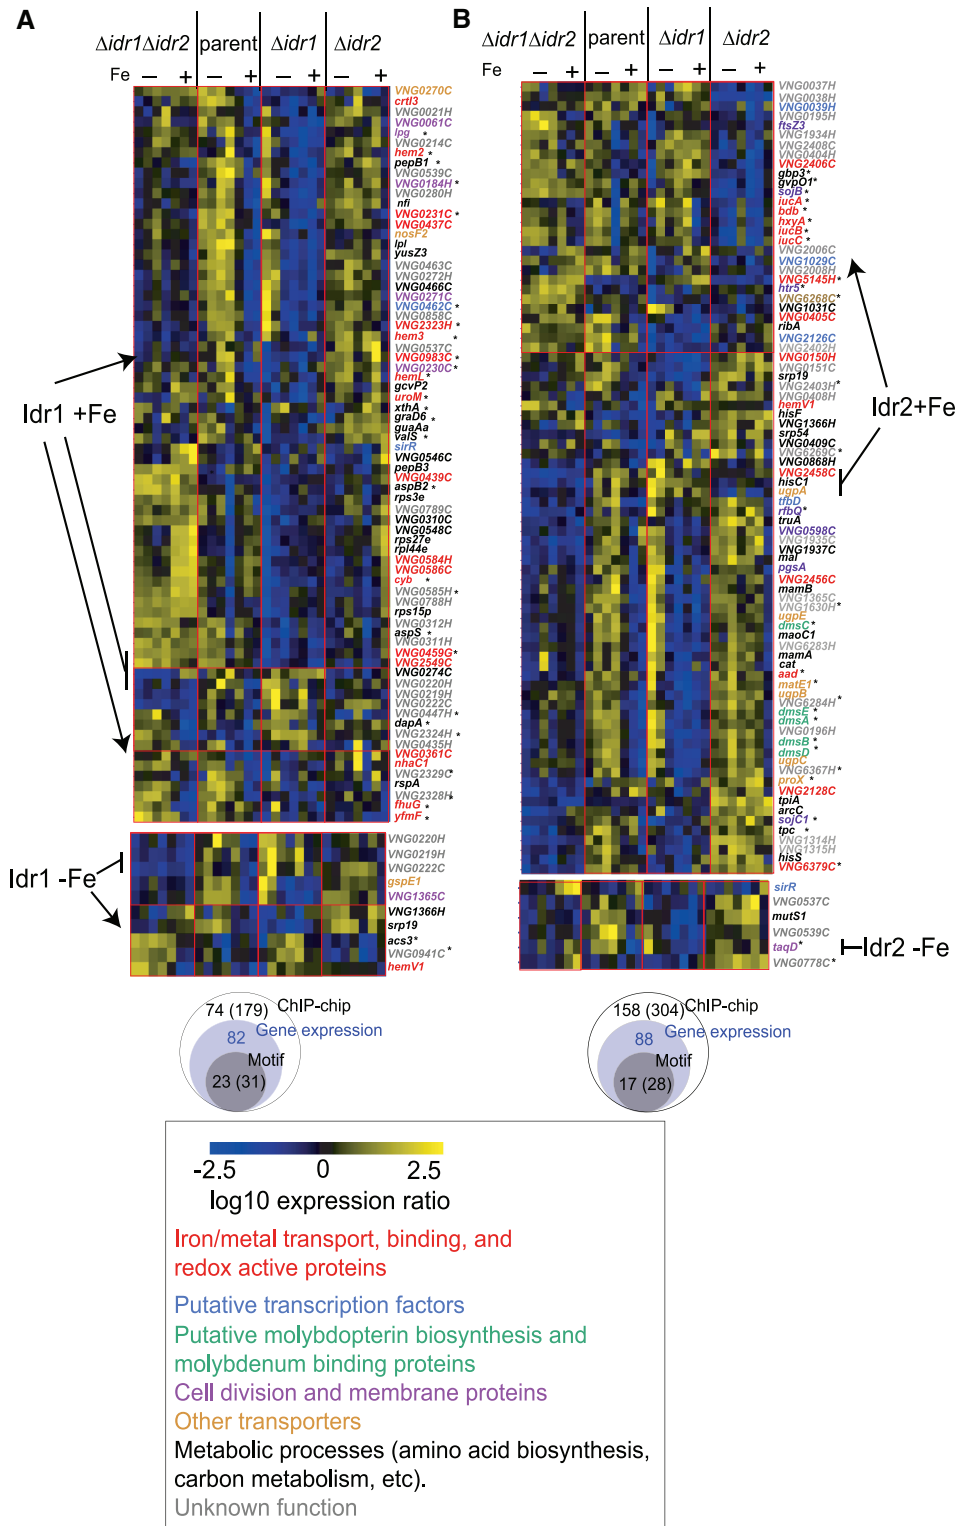 A
Δidr1Δidr2 parent Δidr1 Δidr2
Fe − + − + − + − +
VNG0270C
crtI3
VNG0021H
VNG0061C
lpg *
VNG0214C
hem2 *
pepB1 *
VNG0539C
VNG0184H *
VNG0280H
nfi
VNG0231C *
VNG0437C
nosF2
lpl
yusZ3
VNG0463C
VNG0272H
VNG0466C
VNG0271C
VNG0462C *
VNG0858C
VNG2323H *
hem3 *
VNG0537C
VNG0983C *
VNG0230C *
hemL *
gcvP2
uroM *
xthA *
graD6 *
guaAa
valS *
sirR
VNG0546C
pepB3
VNG0439C
aspB2 *
rps3e
VNG0789C
VNG0310C
VNG0548C
rps27e
rpl44e
VNG0584H
VNG0586C
cyb *
VNG0585H *
VNG0788H
rps15p
VNG0312H
aspS *
VNG0311H
VNG0459G *
VNG2549C
VNG0274C
VNG0220H
VNG0219H
VNG0222C
VNG0447H *
dapA *
VNG2324H *
VNG0435H
VNG0361C
nhaC1
VNG2329C *
rspA
VNG2328H *
fhuG *
yfmF *
Idr1 +Fe
VNG0220H
VNG0219H
VNG0222C
gspE1
VNG1365C
VNG1366H
srp19
acs3 *
VNG0941C *
hemV1
Idr1 -Fe
74 (179) ChIP-chip
Gene expression
82
Motif
23 (31)
B
Δidr1Δidr2 parent Δidr1 Δidr2
Fe − + − + − + − +
VNG0037H
VNG0038H
VNG0039H
VNG0195H
ftsZ3
VNG1934H
VNG2408C
VNG0404H
VNG2406C
gbp3 *
gvpO1 *
sojB *
iucA *
bdb *
hxyA *
iucB *
iucC *
VNG2006C
VNG1029C
VNG2008H
VNG5145H *
htr5 *
VNG6268C *
VNG1031C
VNG0405C
ribA
VNG2126C
VNG2402H
VNG0150H
VNG0151C
srp19
VNG2403H *
VNG0408H
hemV1
hisF
VNG1366H
srp54
VNG0409C
VNG6269C *
VNG0868H
VNG2458C
hisC1
ugpA
tfbD
rfbQ *
truA
VNG0598C
VNG1935C
VNG1937C
mal
pgsA
VNG2456C
mamB
VNG1365C
VNG1630H *
ugpE
dmsC *
maoC1
VNG6283H
mamA
cat
aad *
matE1 *
ugpB
VNG6284H *
dmsE *
dmsA *
VNG0196H
dmsB *
dmsD *
ugpC
VNG6367H *
proX *
VNG2128C
tpiA
arcC
sojC1 *
tpc *
VNG1314H
VNG1315H
hisS
VNG6379C *
Idr2+Fe
sirR
VNG0537C
mutS1
VNG0539C
taqD *
VNG0778C *
Idr2 -Fe
158 (304) ChIP-chip
Gene expression
88
Motif
17 (28)
-2.5 0 2.5
log10 expression ratio
Iron/metal transport, binding, and
redox active proteins
Putative transcription factors
Putative molybdopterin biosynthesis and
molybdenum binding proteins
Cell division and membrane proteins
Other transporters
Metabolic processes (amino acid biosynthesis,
carbon metabolism, etc).
Unknown function